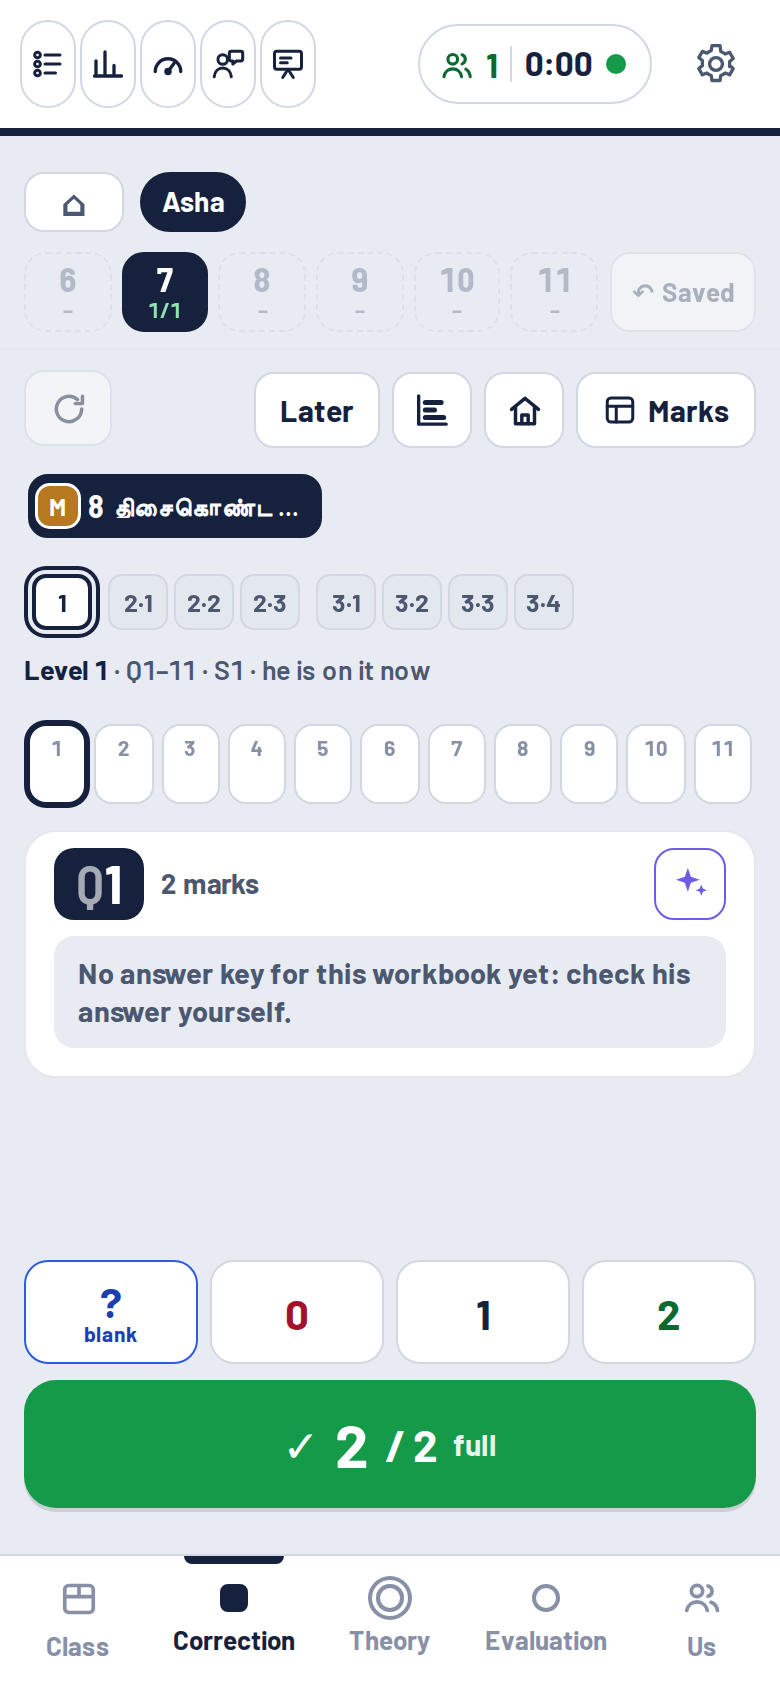 1 0:00
Asha
6 7 8 9 10 11 ↶ Saved
- 1/1 - - - -
Later Marks
M 8 திசைகொண்ட ...
1 2·1 2·2 2·3 3·1 3·2 3·3 3·4
Level 1 · Q1–11 · S1 · he is on it now
1 2 3 4 5 6 7 8 9 10 11
Q1 2 marks
No answer key for this workbook yet: check his
answer yourself.
? 0 1 2
blank
✓ 2 / 2 full
Class Correction Theory Evaluation Us